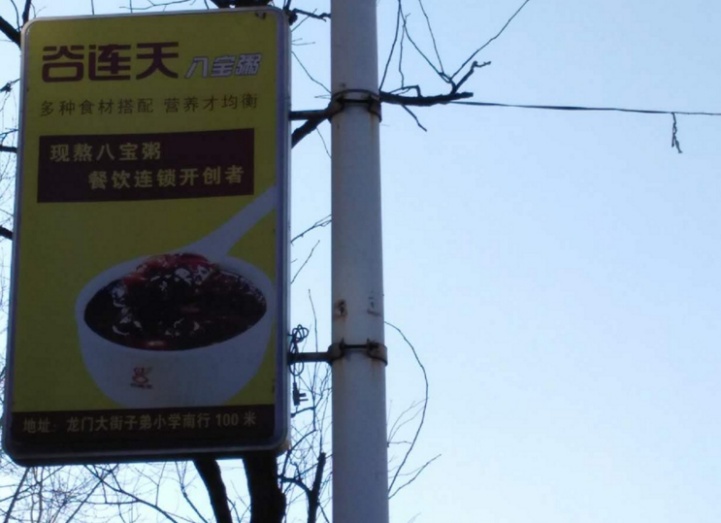 谷连天 八宝粥
多种食材搭配 营养才均衡
现熬八宝粥
餐饮连锁开创者
地址：龙门大街子弟小学南行100米